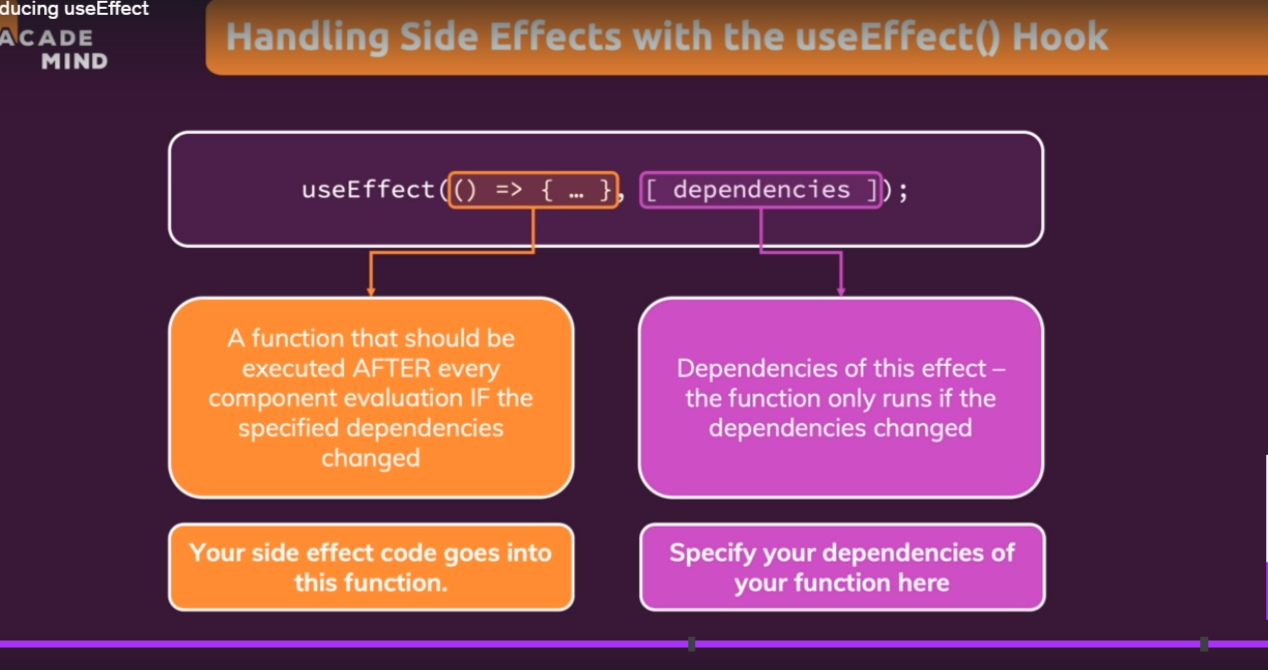 ducing useEffect
ACADE
MIND
Handling Side Effects with the useEffect() Hook
useEffect(() => { … }, [ dependencies ]);
A function that should be
executed AFTER every
component evaluation IF the
specified dependencies
changed
Dependencies of this effect –
the function only runs if the
dependencies changed
Your side effect code goes into
this function.
Specify your dependencies of
your function here